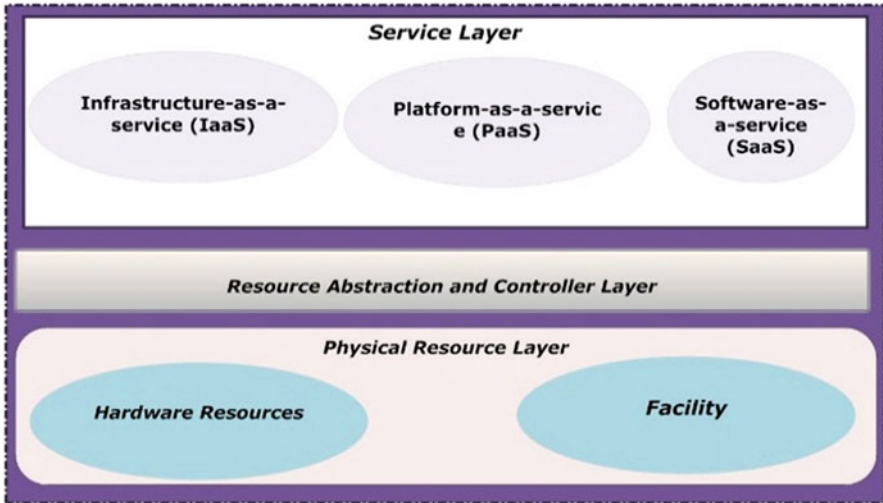 Service Layer
Infrastructure-as-a-
service (IaaS)
Platform-as-a-servic
e (PaaS)
Software-as-
a-service
(SaaS)
Resource Abstraction and Controller Layer
Physical Resource Layer
Hardware Resources
Facility